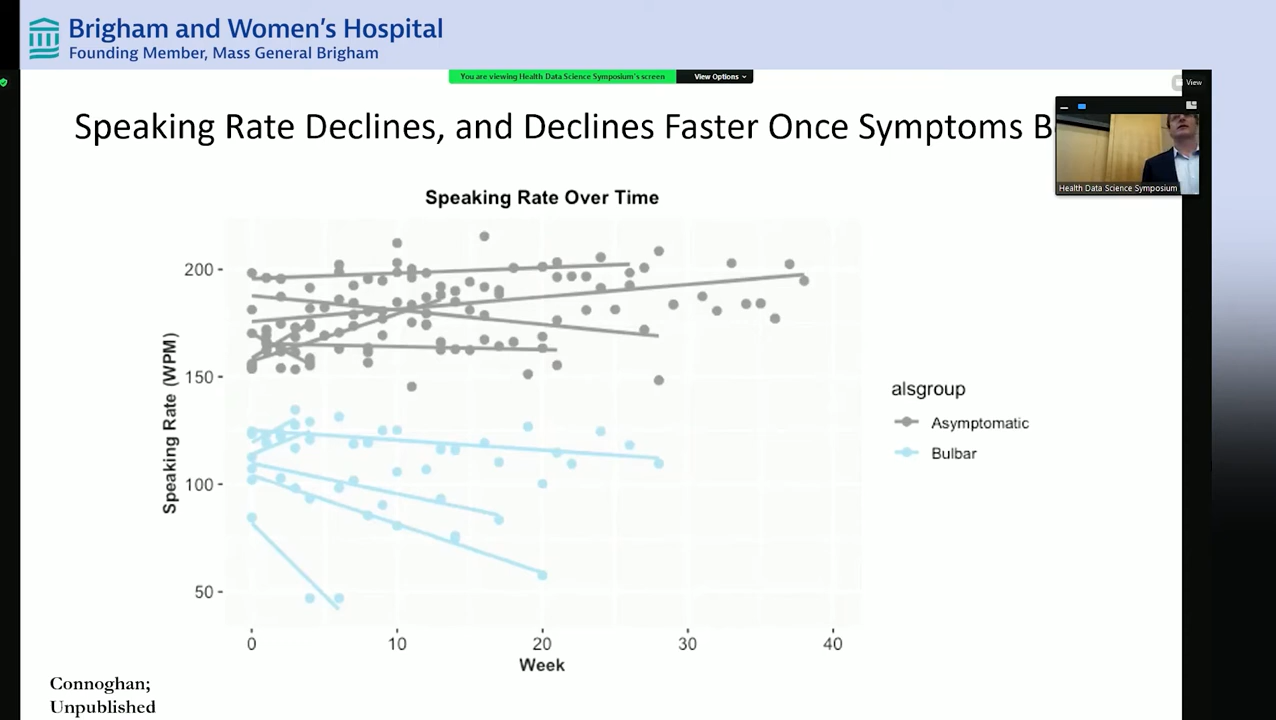 Brigham and Women's Hospital
Founding Member, Mass General Brigham
You are viewing Health Data Science Symposium's screen
View Options
View
Speaking Rate Declines, and Declines Faster Once Symptoms
Health Data Science Symposium
Speaking Rate Over Time
200
150
100
50
Speaking Rate (WPM)
0 10 20 30 40
Week
alsgroup
Asymptomatic
Bulbar
Connoghan;
Unpublished